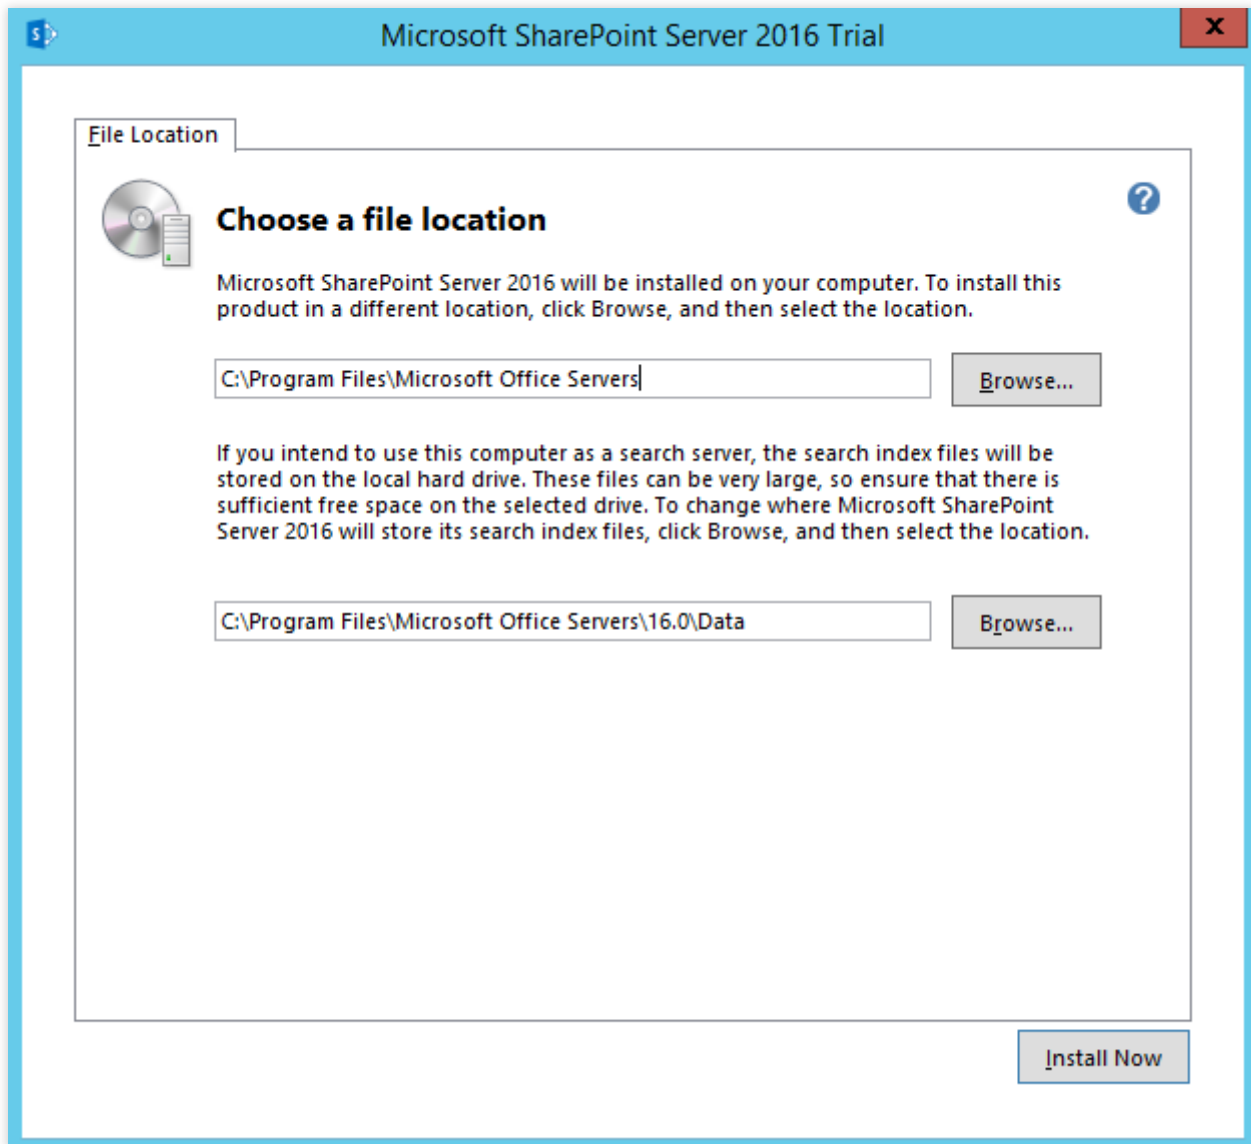 Microsoft SharePoint Server 2016 Trial
x
File Location
Choose a file location
?
Microsoft SharePoint Server 2016 will be installed on your computer. To install this
product in a different location, click Browse, and then select the location.
C:\Program Files\Microsoft Office Servers
Browse...
If you intend to use this computer as a search server, the search index files will be
stored on the local hard drive. These files can be very large, so ensure that there is
sufficient free space on the selected drive. To change where Microsoft SharePoint
Server 2016 will store its search index files, click Browse, and then select the location.
C:\Program Files\Microsoft Office Servers\16.0\Data
Browse...
Install Now